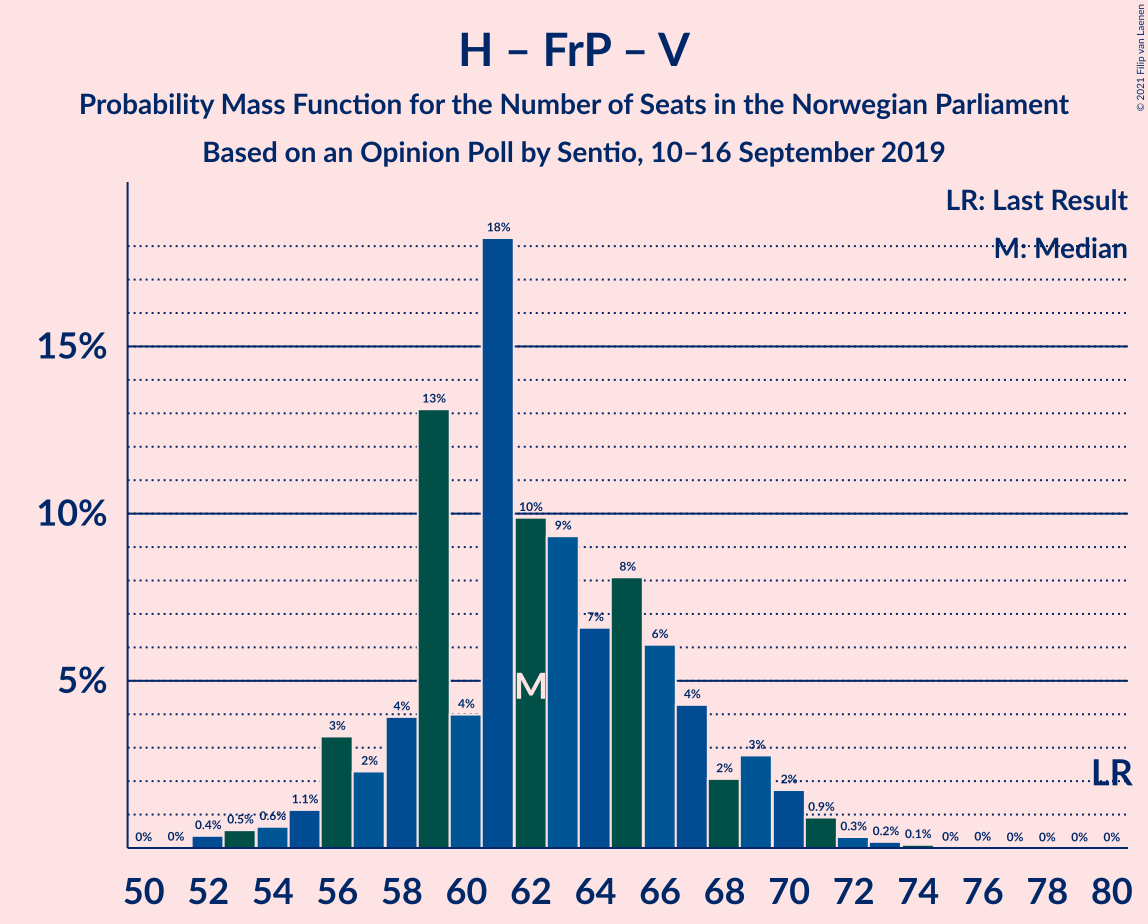 H – FrP – V
Probability Mass Function for the Number of Seats in the Norwegian Parliament
Based on an Opinion Poll by Sentio, 10–16 September 2019
© 2021 Filip van Laenen
LR: Last Result
M: Median
15%
10%
5%
0% 0% 0.4% 0.5% 0.6% 1.1% 3% 2% 4% 13% 4% 18% 10% 9% 7% 8% 6% 4% 2% 3% 2% 0.9% 0.3% 0.2% 0.1% 0% 0% 0% 0% 0% 0%
M
LR
50 52 54 56 58 60 62 64 66 68 70 72 74 76 78 80